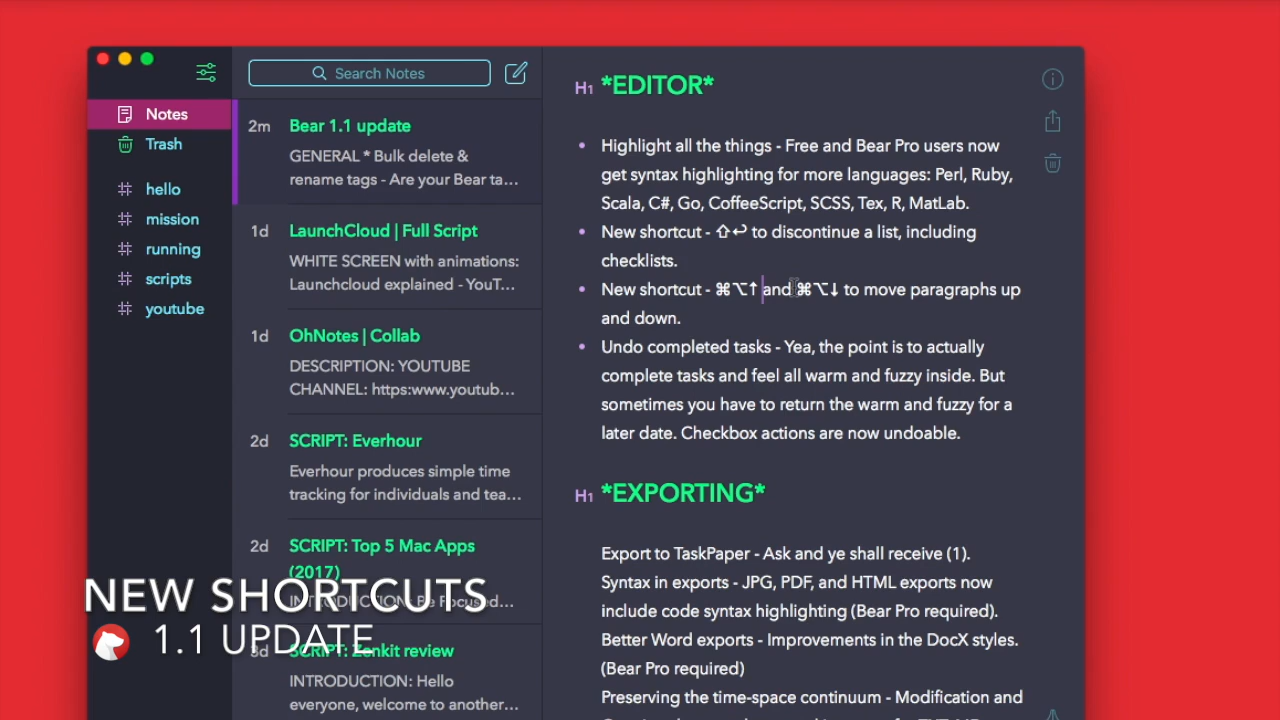 Notes
Trash
# hello
# mission
# running
# scripts
# youtube
Search Notes
2m Bear 1.1 update
GENERAL * Bulk delete &
rename tags - Are your Bear ta...
1d LaunchCloud | Full Script
WHITE SCREEN with animations:
Launchcloud explained - YouT...
1d OhNotes | Collab
DESCRIPTION: YOUTUBE
CHANNEL: https:www.youtub...
2d SCRIPT: Everhour
Everhour produces simple time
tracking for individuals and tea...
2d SCRIPT: Top 5 Mac Apps
(2017)
INTRODUCTION: Be Focused...
3d SCRIPT: Zenkit review
INTRODUCTION: Hello
everyone, welcome to another...
H1 *EDITOR*
• Highlight all the things - Free and Bear Pro users now
get syntax highlighting for more languages: Perl, Ruby,
Scala, C#, Go, CoffeeScript, SCSS, Tex, R, MatLab.
• New shortcut - ⇧↩ to discontinue a list, including
checklists.
• New shortcut - ⌘⌥↑ and ⌘⌥↓ to move paragraphs up
and down.
• Undo completed tasks - Yea, the point is to actually
complete tasks and feel all warm and fuzzy inside. But
sometimes you have to return the warm and fuzzy for a
later date. Checkbox actions are now undoable.
H1 *EXPORTING*
Export to TaskPaper - Ask and ye shall receive (1).
Syntax in exports - JPG, PDF, and HTML exports now
include code syntax highlighting (Bear Pro required).
Better Word exports - Improvements in the DocX styles.
(Bear Pro required)
Preserving the time-space continuum - Modification and
NEW SHORTCUTS
1.1 UPDATE